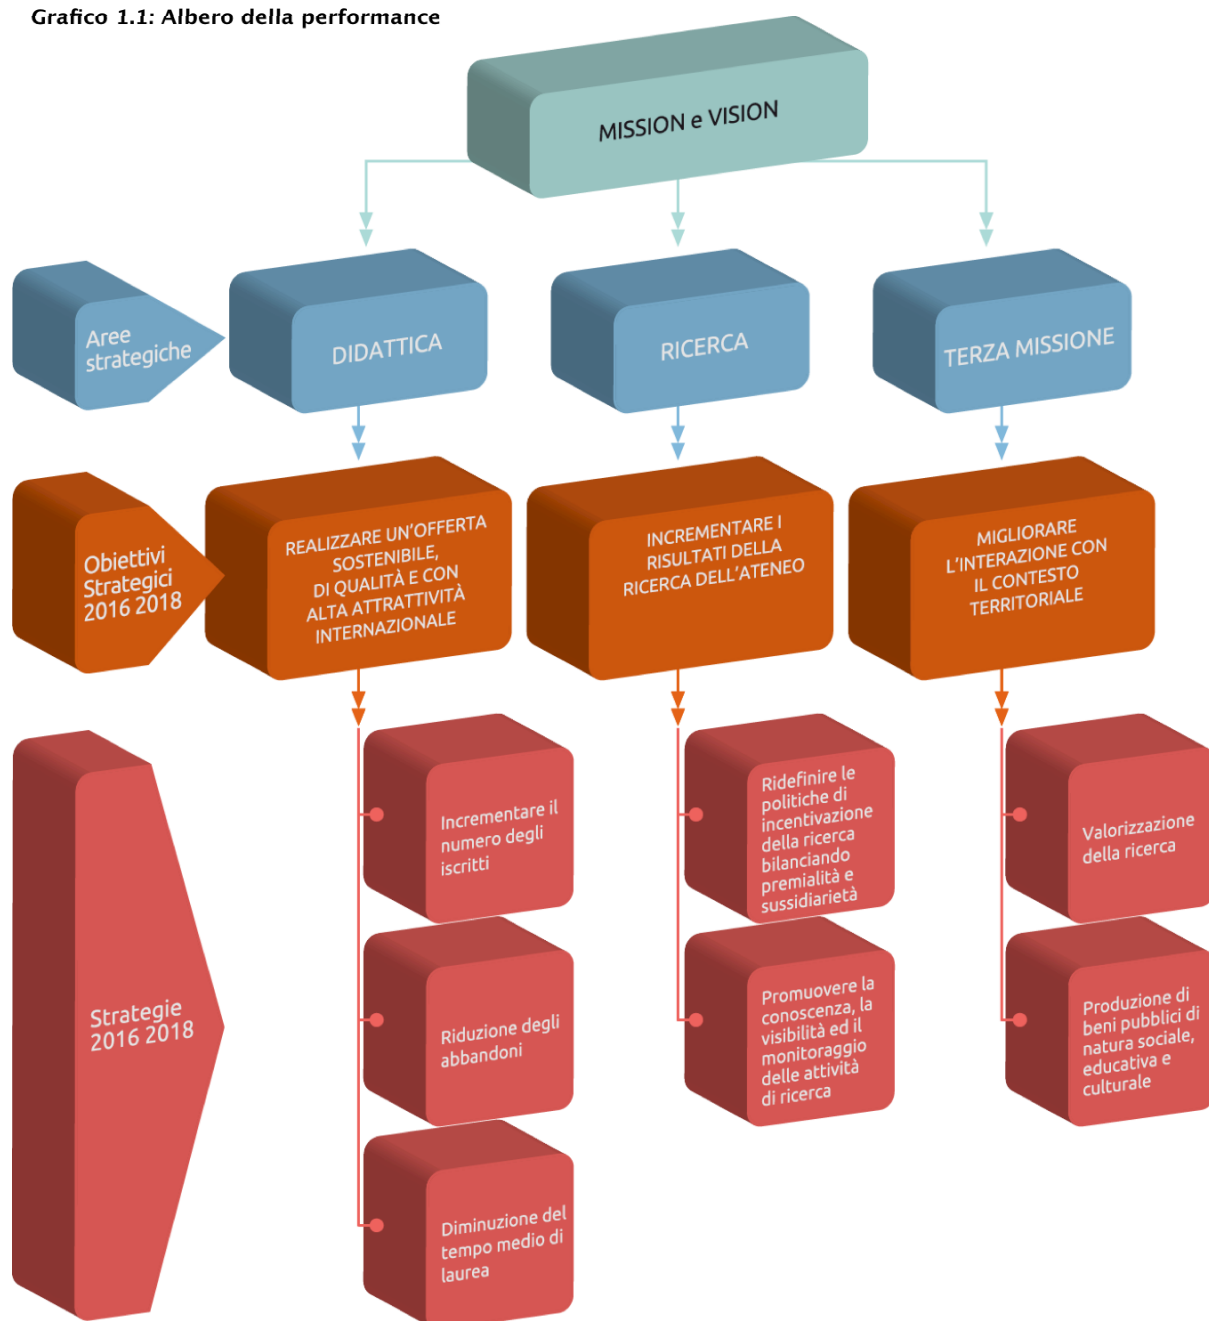 Grafico 1.1: Albero della performance
MISSION e VISION
Aree
strategiche
DIDATTICA
RICERCA
TERZA MISSIONE
Obiettivi
Strategici
2016 2018
REALIZZARE UN'OFFERTA
SOSTENIBILE,
DI QUALITÀ E CON
ALTA ATTRATTIVITÀ
INTERNAZIONALE
INCREMENTARE I
RISULTATI DELLA
RICERCA DELL'ATENEO
MIGLIORARE
L'INTERAZIONE CON
IL CONTESTO
TERRITORIALE
Strategie
2016 2018
Incrementare il
numero degli
iscritti
Riduzione degli
abbandoni
Diminuzione del
tempo medio di
laurea
Ridefinire le
politiche di
incentivazione
della ricerca
bilanciando
premialità e
sussidiarietà
Promuovere la
conoscenza, la
visibilità ed il
monitoraggio
delle attività
di ricerca
Valorizzazione
della ricerca
Produzione di
beni pubblici di
natura sociale,
educativa e
culturale